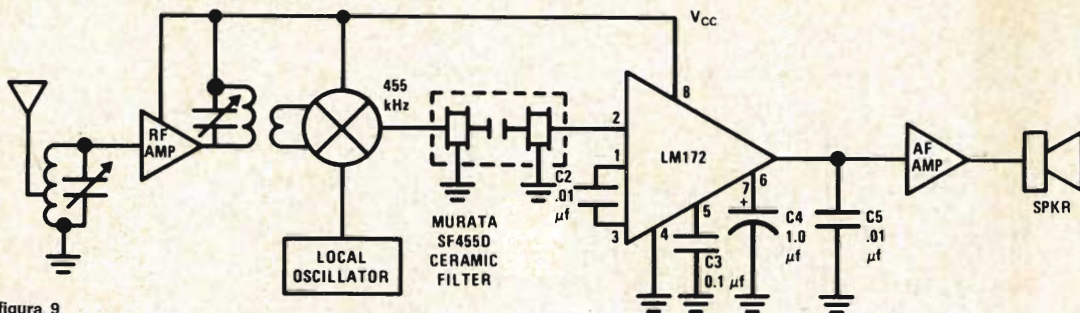 VCC
RF
AMP
455
kHz
LOCAL
OSCILLATOR
MURATA
SF455D
CERAMIC
FILTER
2
1
3
C2
.01
μf
LM172
8
4
5
7
6
+
C3
0.1 μf
C4
1.0
μf
C5
.01
μf
AF
AMP
SPKR
figura 9